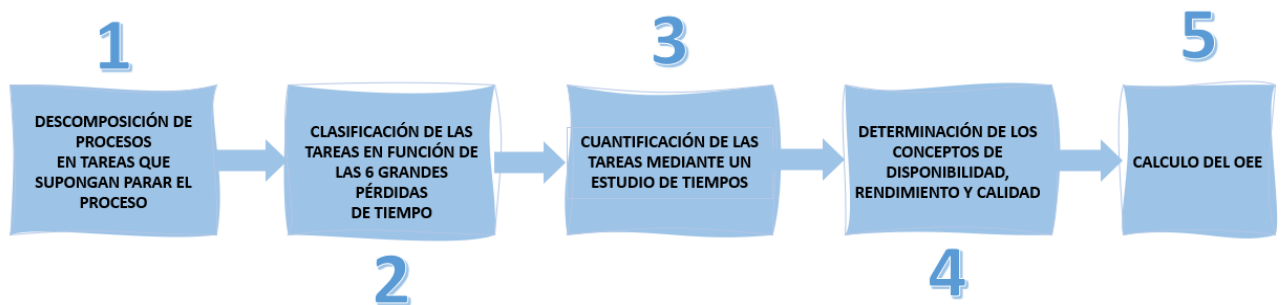 1
DESCOMPOSICIÓN DE
PROCESOS
EN TAREAS QUE
SUPONGAN PARAR EL
PROCESO
2
CLASIFICACIÓN DE LAS
TAREAS EN FUNCIÓN DE
LAS 6 GRANDES
PÉRDIDAS
DE TIEMPO
3
CUANTIFICACIÓN DE LAS
TAREAS MEDIANTE UN
ESTUDIO DE TIEMPOS
4
DETERMINACIÓN DE LOS
CONCEPTOS DE
DISPONIBILIDAD,
RENDIMIENTO Y CALIDAD
5
CALCULO DEL OEE